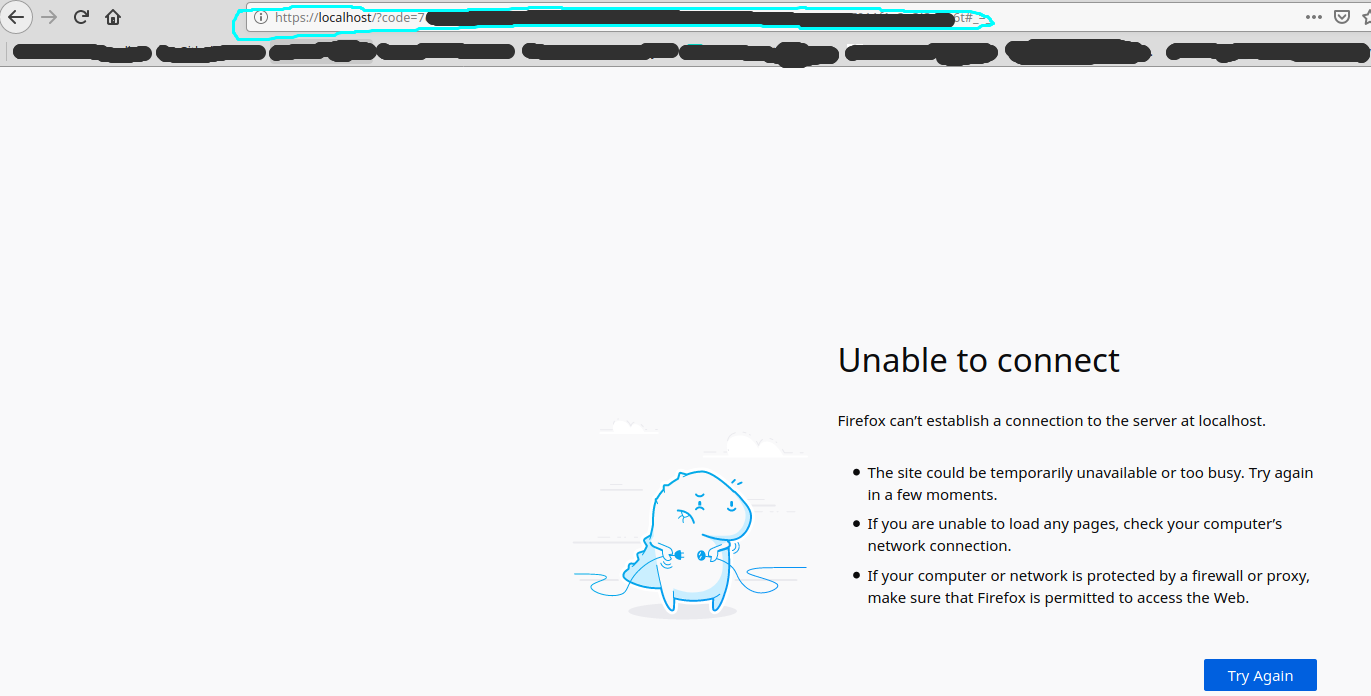 https://localhost/?code=7
6t#_=
Unable to connect
Firefox can’t establish a connection to the server at localhost.
The site could be temporarily unavailable or too busy. Try again
in a few moments.
If you are unable to load any pages, check your computer’s
network connection.
If your computer or network is protected by a firewall or proxy,
make sure that Firefox is permitted to access the Web.
Try Again